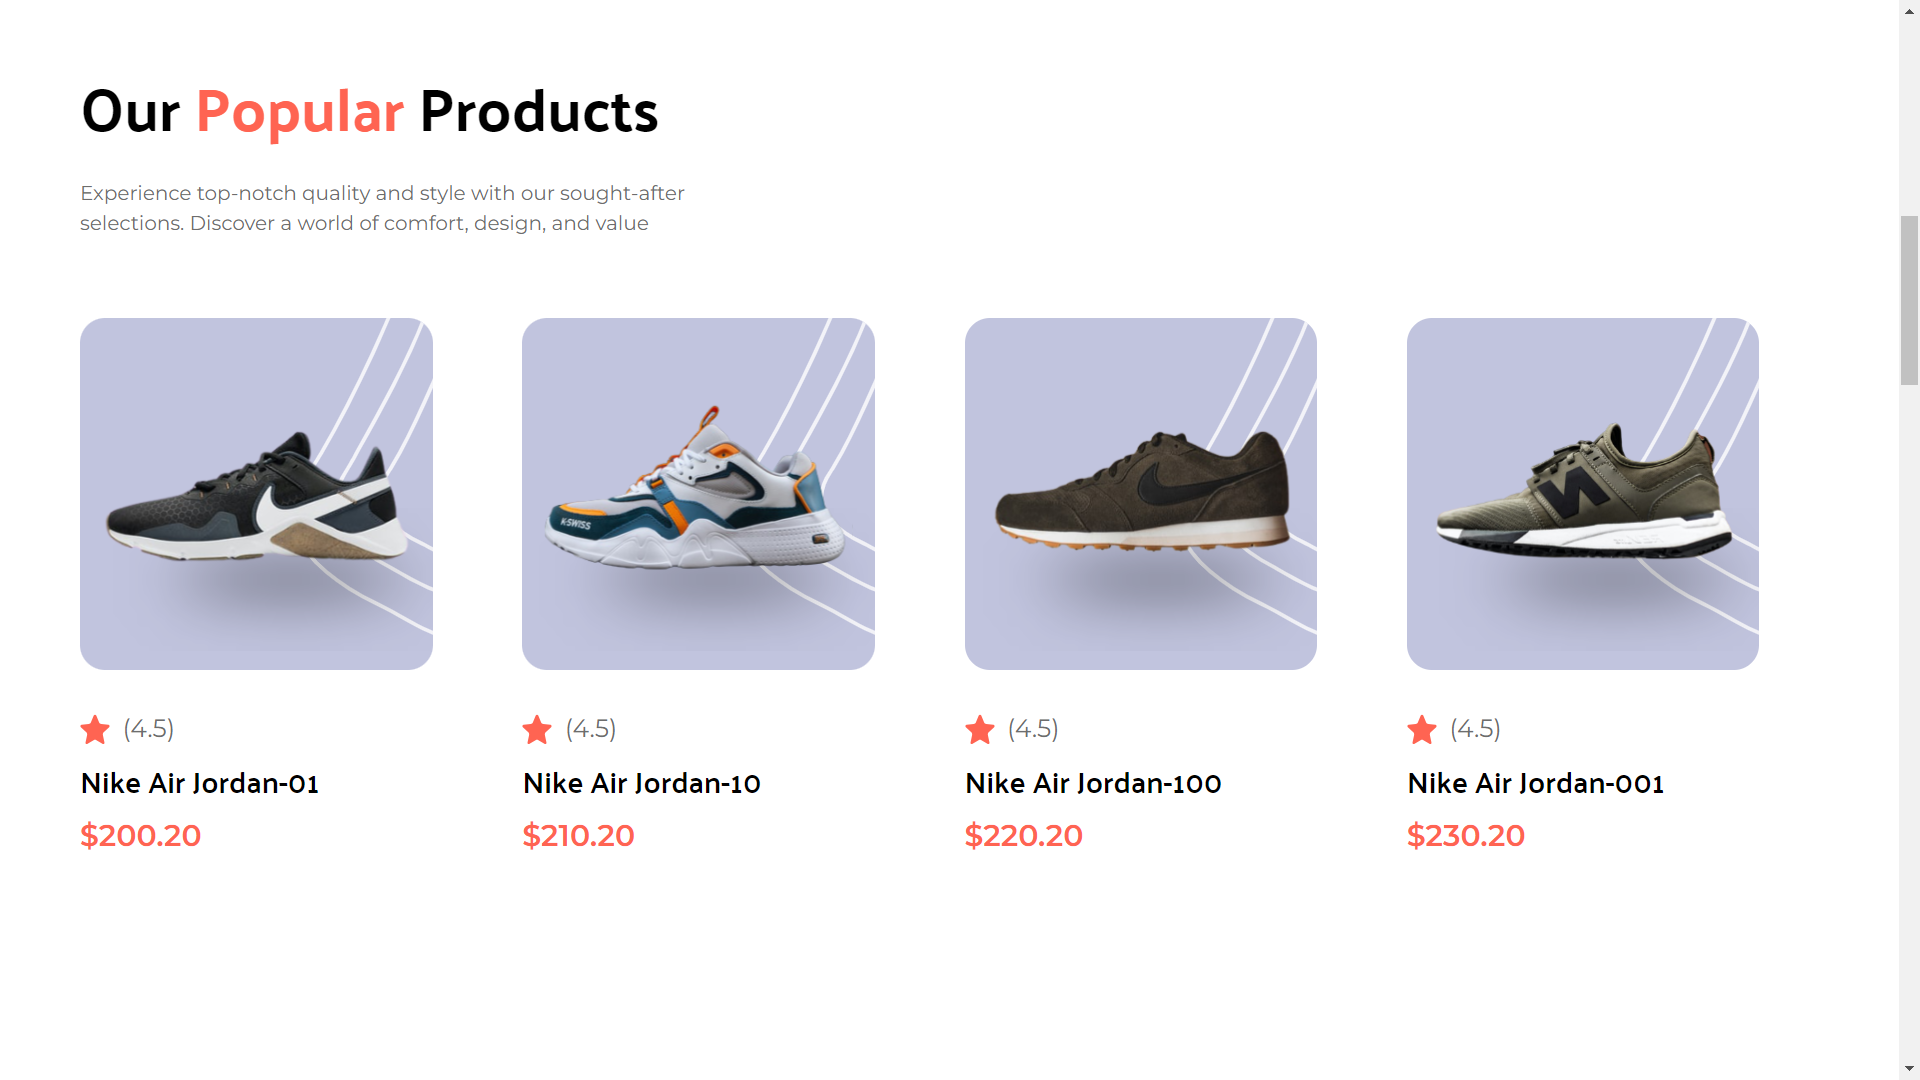 Our Popular Products
Experience top-notch quality and style with our sought-after
selections. Discover a world of comfort, design, and value
K-SWISS
N
(4.5)
(4.5)
(4.5)
(4.5)
Nike Air Jordan-01
Nike Air Jordan-10
Nike Air Jordan-100
Nike Air Jordan-001
$200.20
$210.20
$220.20
$230.20